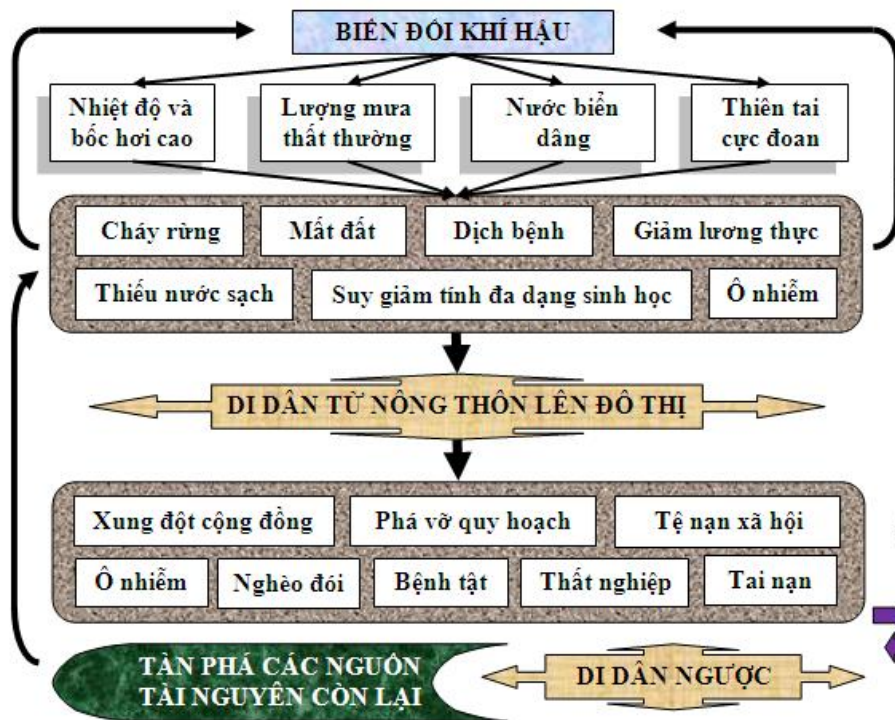 BIẾN ĐỔI KHÍ HẬU
Nhiệt độ và
bốc hơi cao
Lượng mưa
thất thường
Nước biển
dâng
Thiên tai
cực đoan
Cháy rừng
Mất đất
Dịch bệnh
Giảm lương thực
Thiếu nước sạch
Suy giảm tính đa dạng sinh học
Ô nhiễm
DI DÂN TỪ NÔNG THÔN LÊN ĐÔ THỊ
Xung đột cộng đồng
Phá vỡ quy hoạch
Tệ nạn xã hội
Ô nhiễm
Nghèo đói
Bệnh tật
Thất nghiệp
Tai nạn
TÀN PHÁ CÁC NGUỒN
TÀI NGUYÊN CÒN LẠI
DI DÂN NGƯỢC